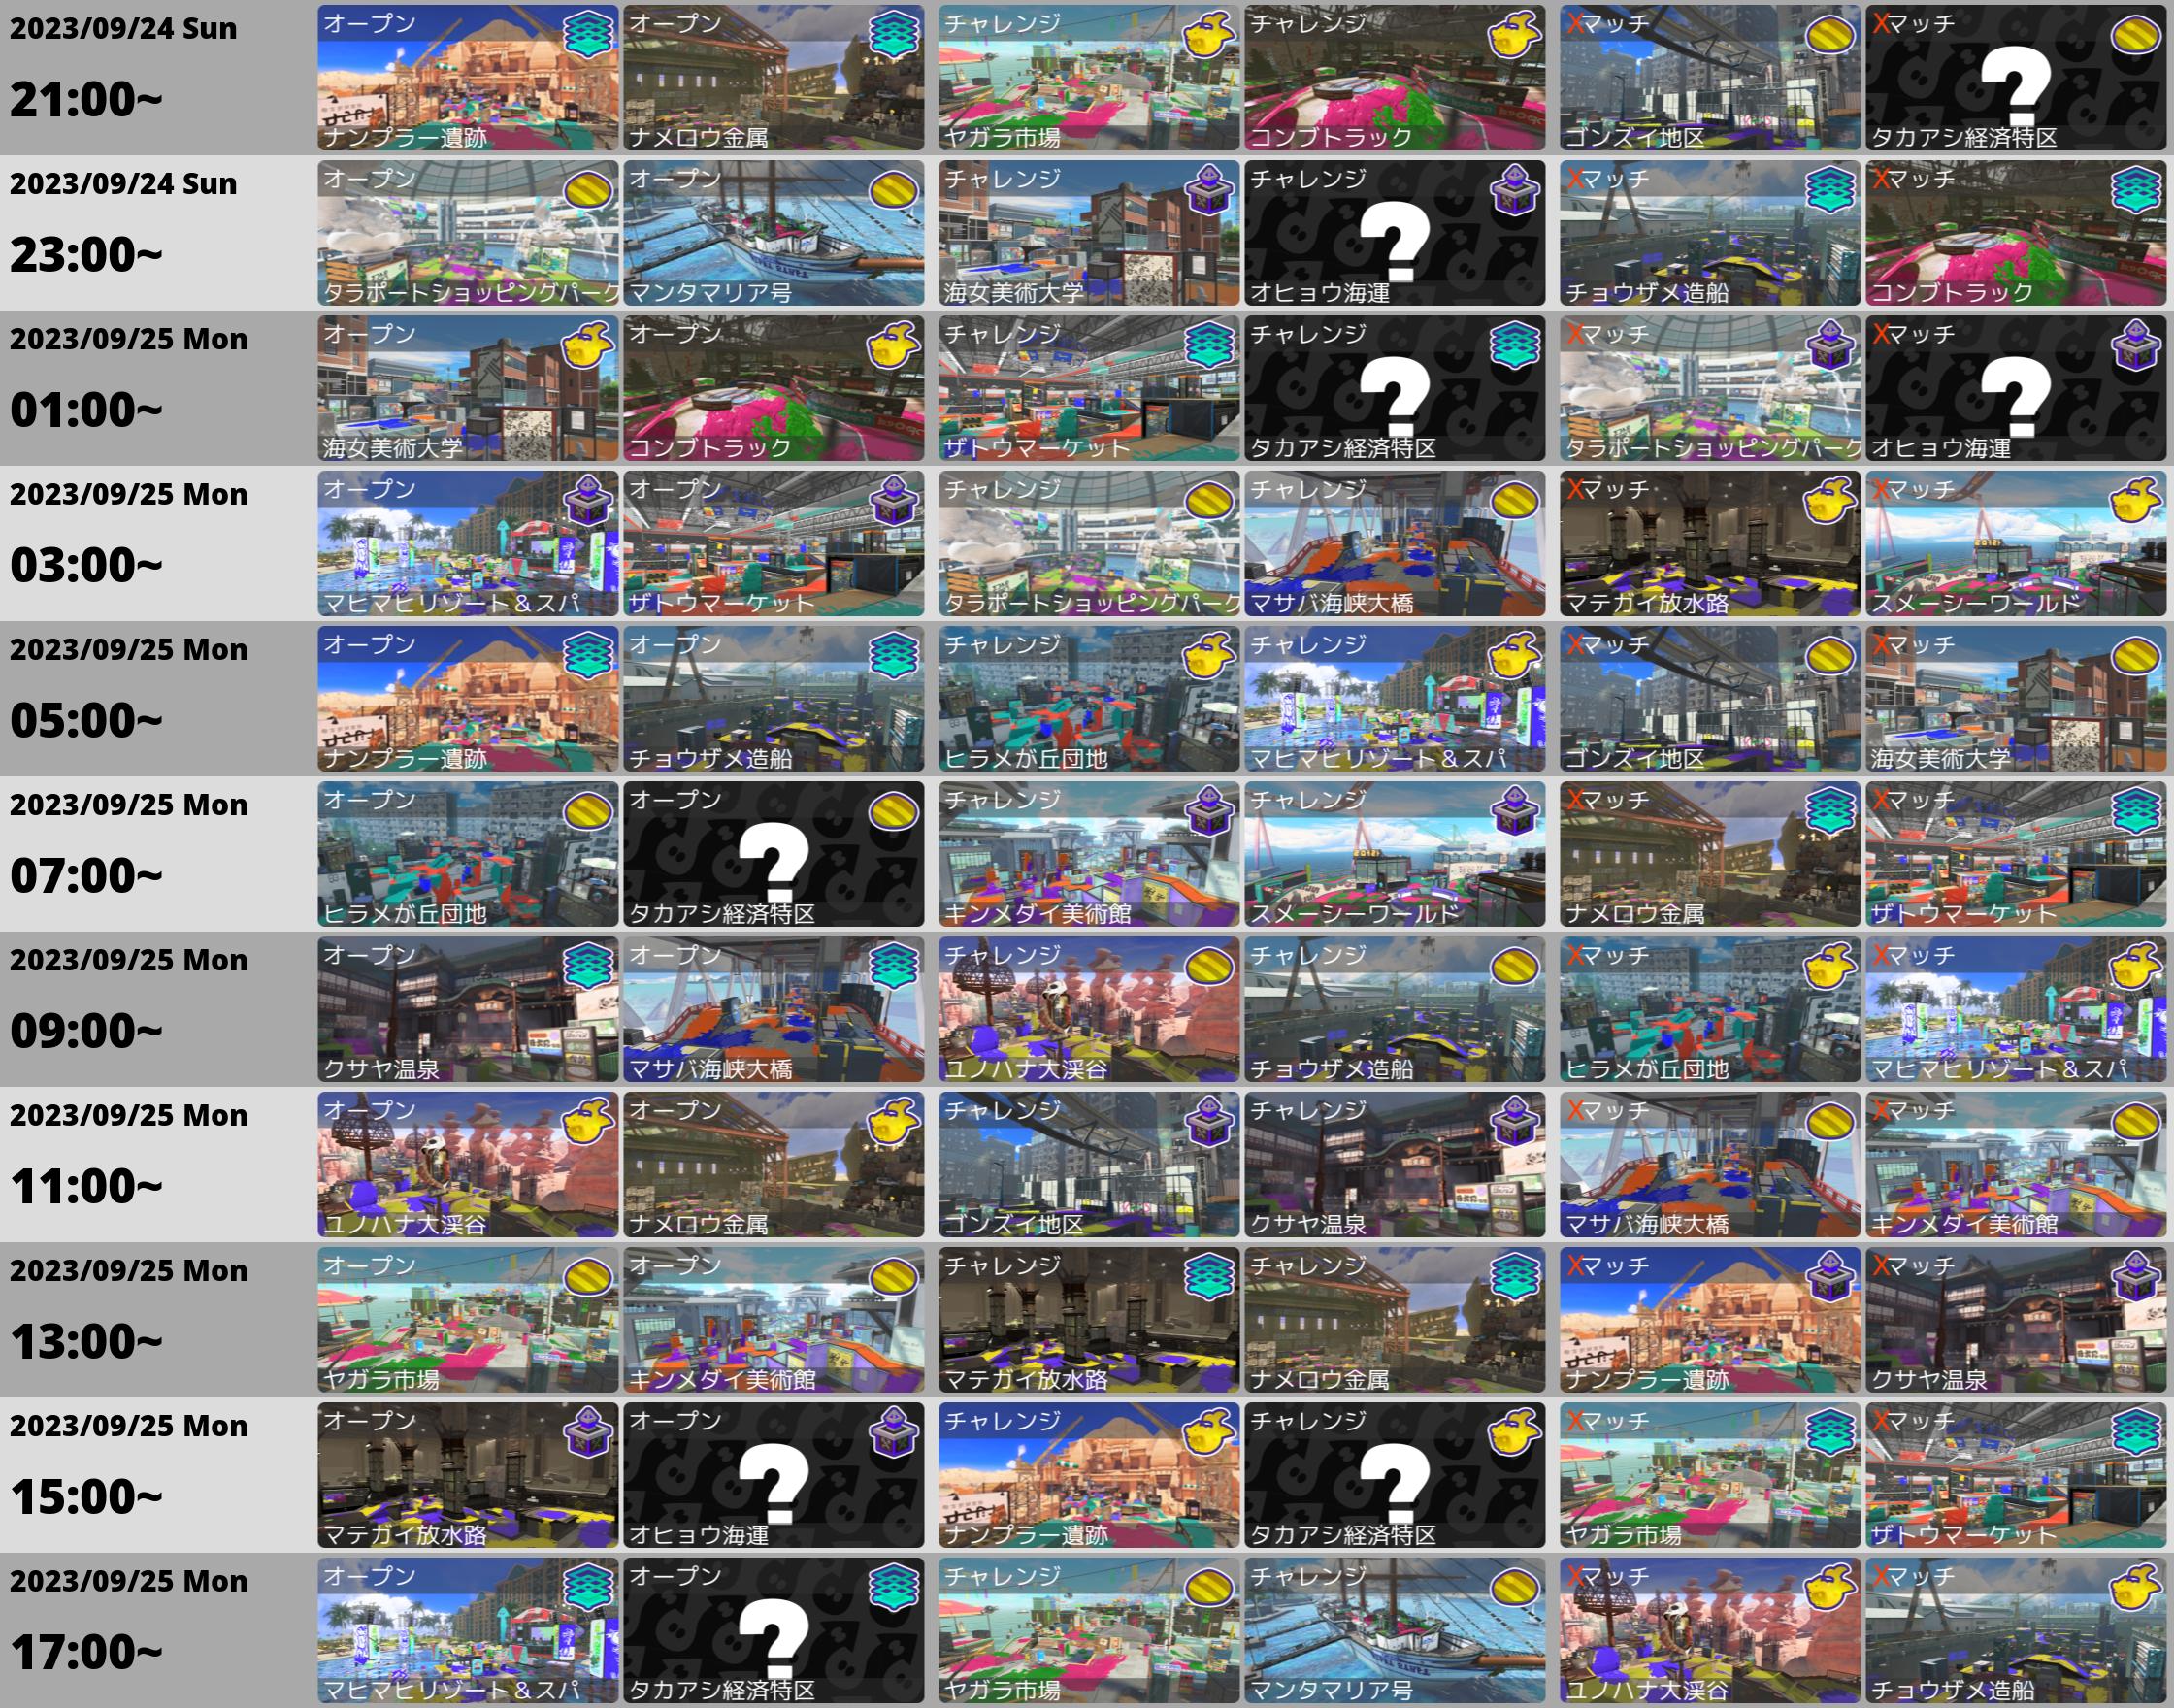 2023/09/24 Sun
21:00~
オープン
ナンプラー遺跡
オープン
ナメロウ金属
チャレンジ
ヤガラ市場
チャレンジ
コンブトラック
Xマッチ
ゴンズイ地区
Xマッチ
?
タカアシ経済特区
2023/09/24 Sun
23:00~
オープン
タラポートショッピングパーク
オープン
マンタマリア号
チャレンジ
海女美術大学
チャレンジ
?
オヒョウ海運
Xマッチ
チョウザメ造船
Xマッチ
コンブトラック
2023/09/25 Mon
01:00~
オープン
海女美術大学
オープン
コンブトラック
チャレンジ
ザトウマーケット
チャレンジ
?
タカアシ経済特区
Xマッチ
タラポートショッピングパーク
Xマッチ
?
オヒョウ海運
2023/09/25 Mon
03:00~
オープン
マヒマヒリゾート＆スパ
オープン
ザトウマーケット
チャレンジ
タラポートショッピングパーク
チャレンジ
マサバ海峡大橋
Xマッチ
マテガイ放水路
Xマッチ
スメーシーワールド
2023/09/25 Mon
05:00~
オープン
ナンプラー遺跡
オープン
チョウザメ造船
チャレンジ
ヒラメが丘団地
チャレンジ
マヒマヒリゾート＆スパ
Xマッチ
ゴンズイ地区
Xマッチ
海女美術大学
2023/09/25 Mon
07:00~
オープン
ヒラメが丘団地
オープン
?
タカアシ経済特区
チャレンジ
キンメダイ美術館
チャレンジ
スメーシーワールド
Xマッチ
ナメロウ金属
Xマッチ
ザトウマーケット
2023/09/25 Mon
09:00~
オープン
クサヤ温泉
オープン
マサバ海峡大橋
チャレンジ
ユノハナ大渓谷
チャレンジ
チョウザメ造船
Xマッチ
ヒラメが丘団地
Xマッチ
マヒマヒリゾート＆スパ
2023/09/25 Mon
11:00~
オープン
ユノハナ大渓谷
オープン
ナメロウ金属
チャレンジ
ゴンズイ地区
チャレンジ
クサヤ温泉
Xマッチ
マサバ海峡大橋
Xマッチ
キンメダイ美術館
2023/09/25 Mon
13:00~
オープン
ヤガラ市場
オープン
キンメダイ美術館
チャレンジ
マテガイ放水路
チャレンジ
ナメロウ金属
Xマッチ
ナンプラー遺跡
Xマッチ
クサヤ温泉
2023/09/25 Mon
15:00~
オープン
マテガイ放水路
オープン
?
オヒョウ海運
チャレンジ
ナンプラー遺跡
チャレンジ
?
タカアシ経済特区
Xマッチ
ヤガラ市場
Xマッチ
ザトウマーケット
2023/09/25 Mon
17:00~
オープン
マヒマヒリゾート＆スパ
オープン
?
タカアシ経済特区
チャレンジ
ヤガラ市場
チャレンジ
マンタマリア号
Xマッチ
ユノハナ大渓谷
Xマッチ
チョウザメ造船